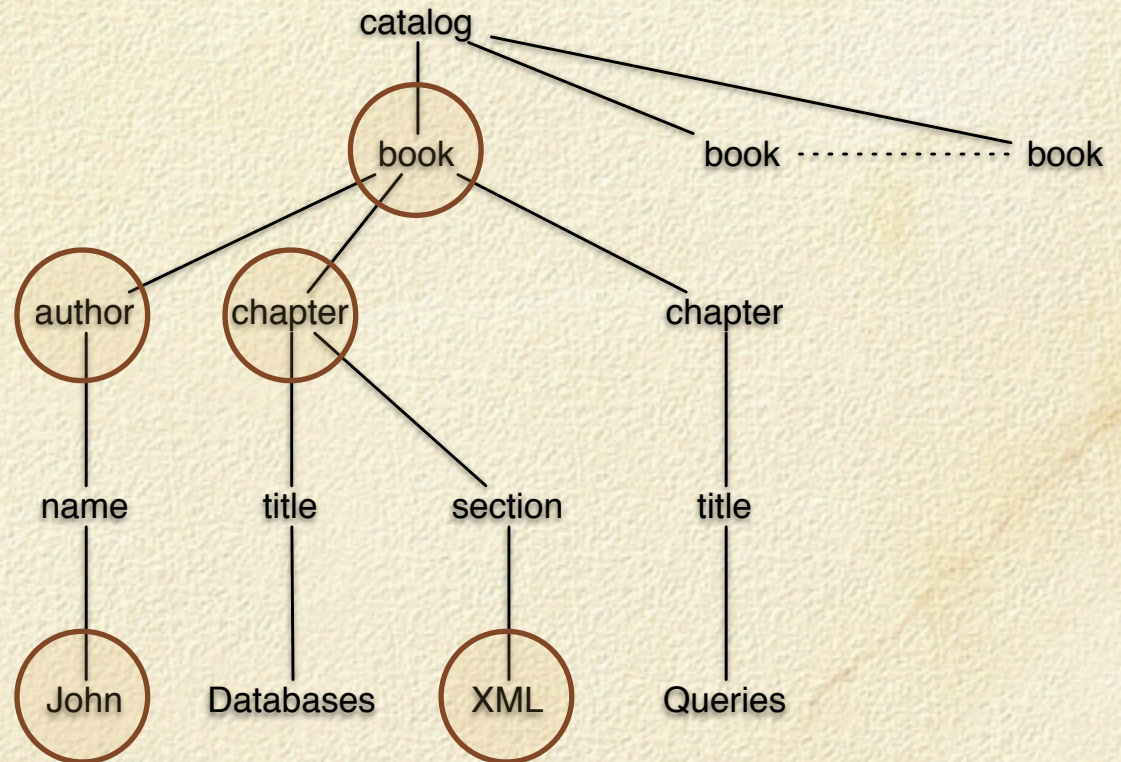 catalog
book book book
author chapter chapter
name title section title
John Databases XML Queries